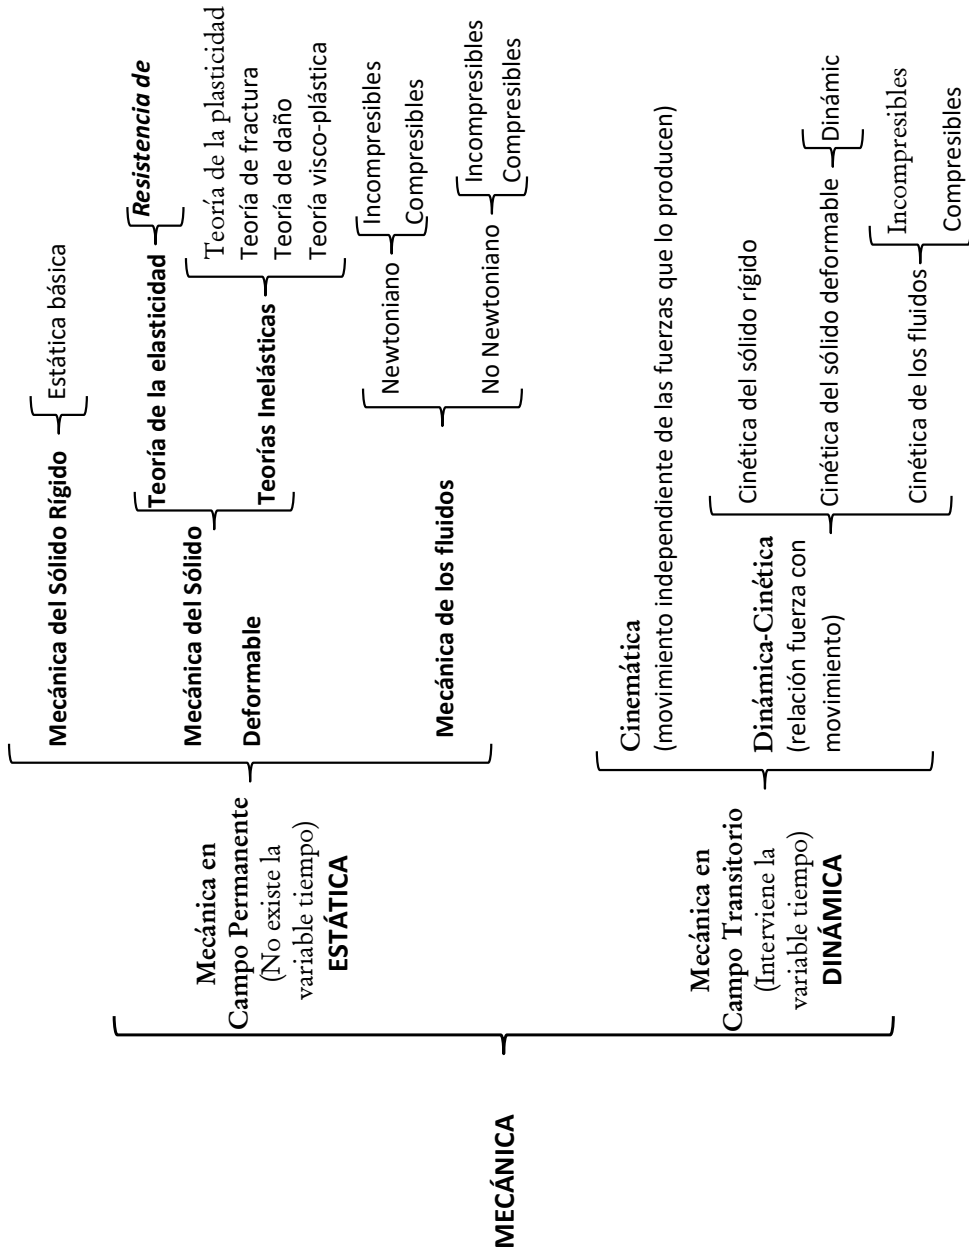 MECÁNICA
Mecánica en
Campo Permanente
(No existe la
variable tiempo)
ESTÁTICA
Mecánica del Sólido Rígido
Estática básica
Mecánica del Sólido
Deformable
Teoría de la elasticidad
Resistencia de
Teorías Inelásticas
Teoría de la plasticidad
Teoría de fractura
Teoría de daño
Teoría visco-plástica
Mecánica de los fluidos
Newtoniano
Incompresibles
Compresibles
No Newtoniano
Incompresibles
Compresibles
Mecánica en
Campo Transitorio
(Interviene la
variable tiempo)
DINÁMICA
Cinemática
(movimiento independiente de las fuerzas que lo producen)
Dinámica-Cinética
(relación fuerza con
movimiento)
Cinética del sólido rígido
Cinética del sólido deformable
Dinámic
Cinética de los fluidos
Incompresibles
Compresibles